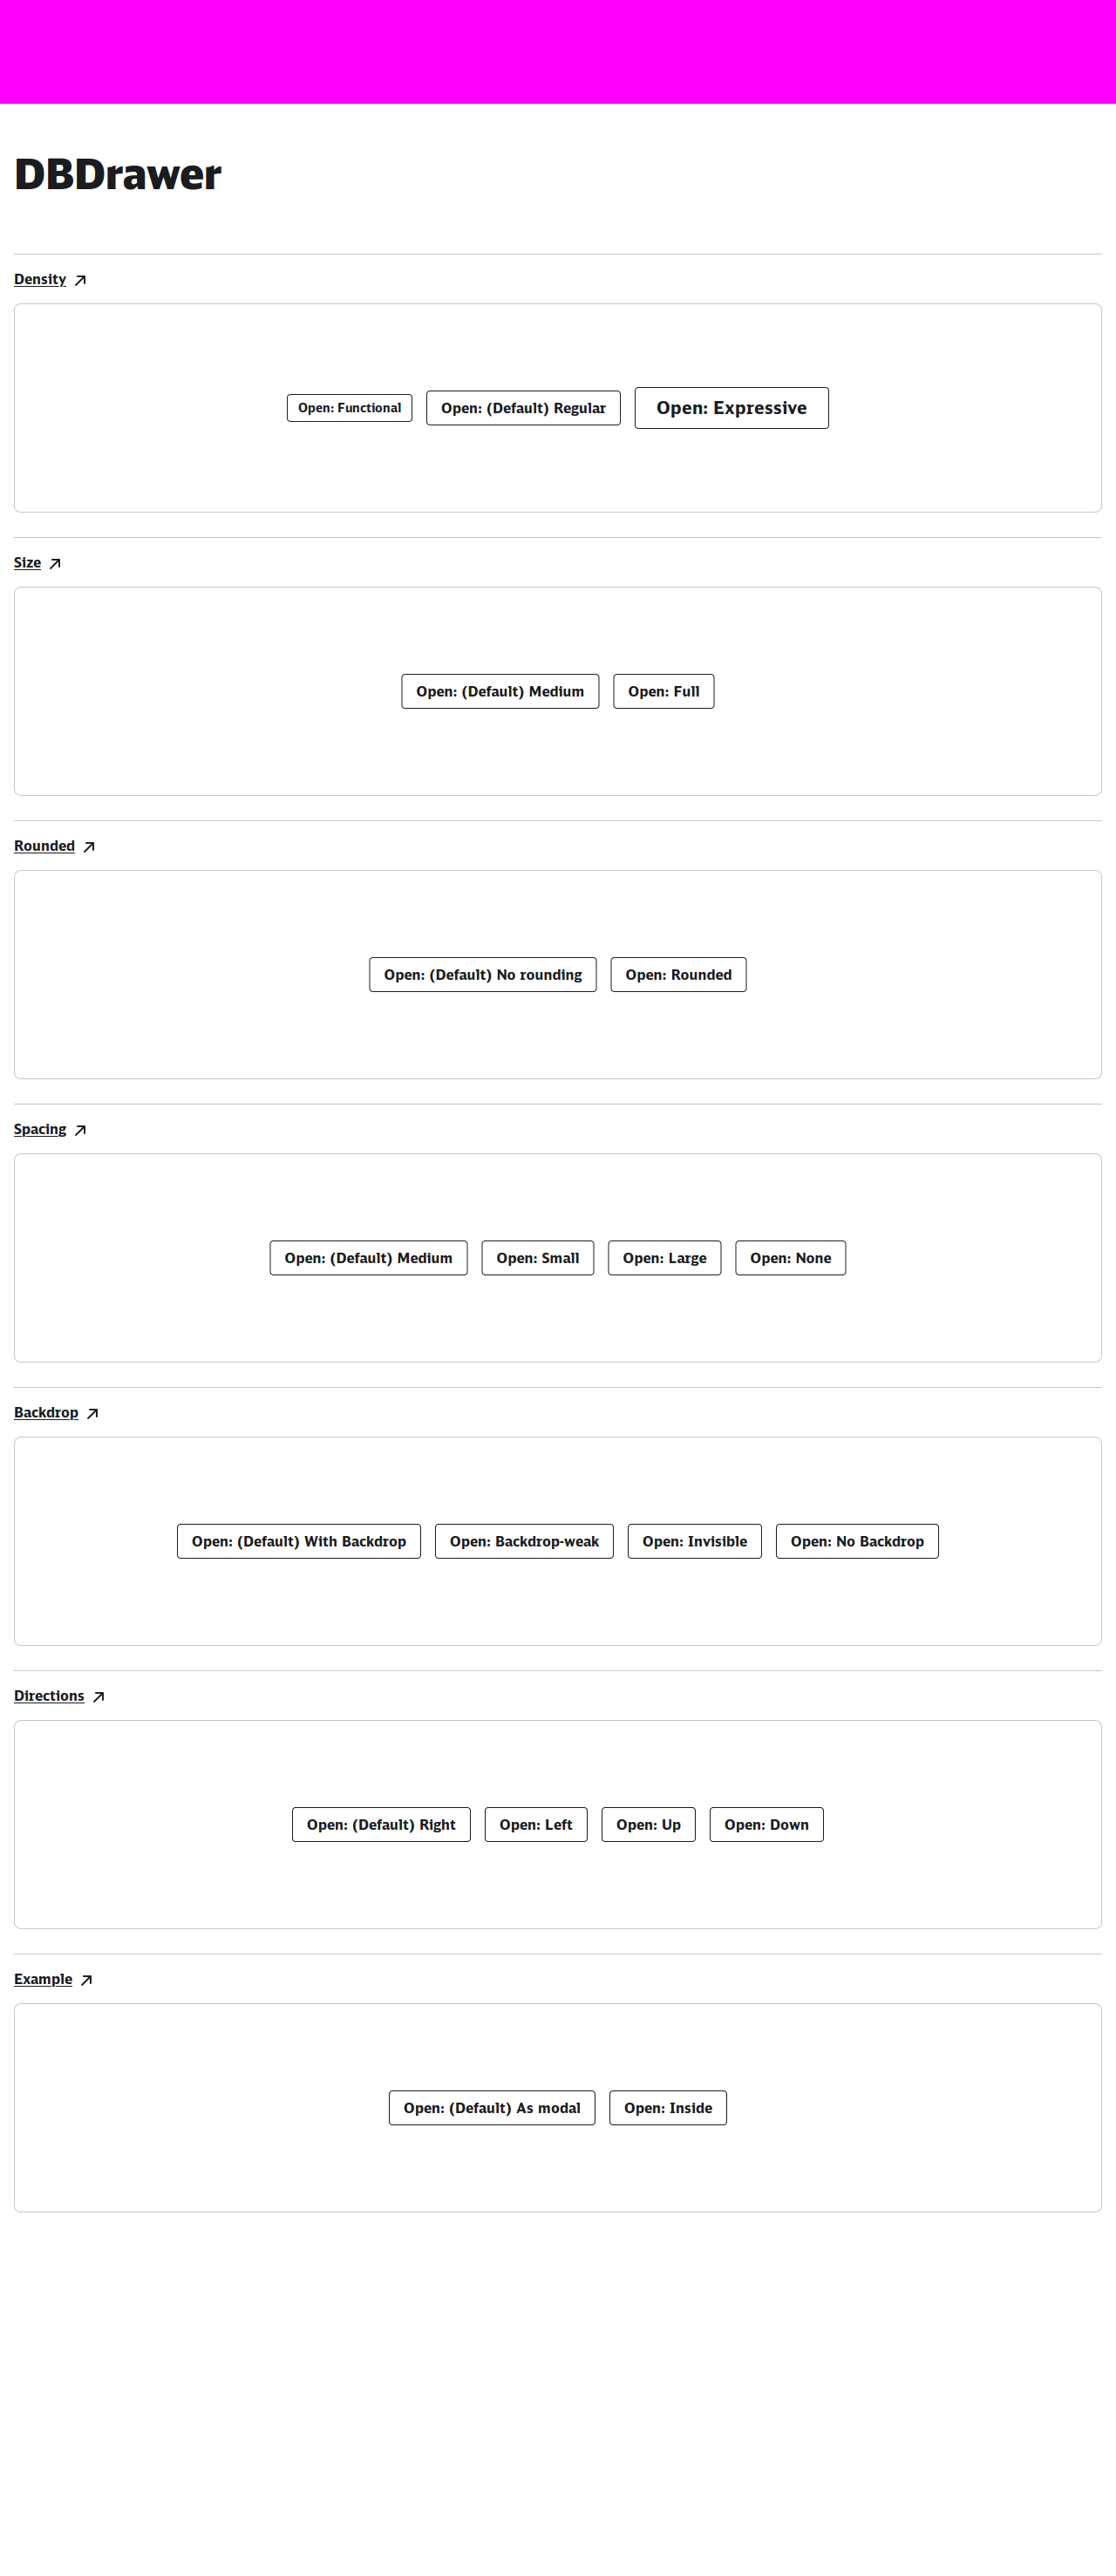 DBDrawer
Density
Open: Functional
Open: (Default) Regular
Open: Expressive
Size
Open: (Default) Medium
Open: Full
Rounded
Open: (Default) No rounding
Open: Rounded
Spacing
Open: (Default) Medium
Open: Small
Open: Large
Open: None
Backdrop
Open: (Default) With Backdrop
Open: Backdrop-weak
Open: Invisible
Open: No Backdrop
Directions
Open: (Default) Right
Open: Left
Open: Up
Open: Down
Example
Open: (Default) As modal
Open: Inside